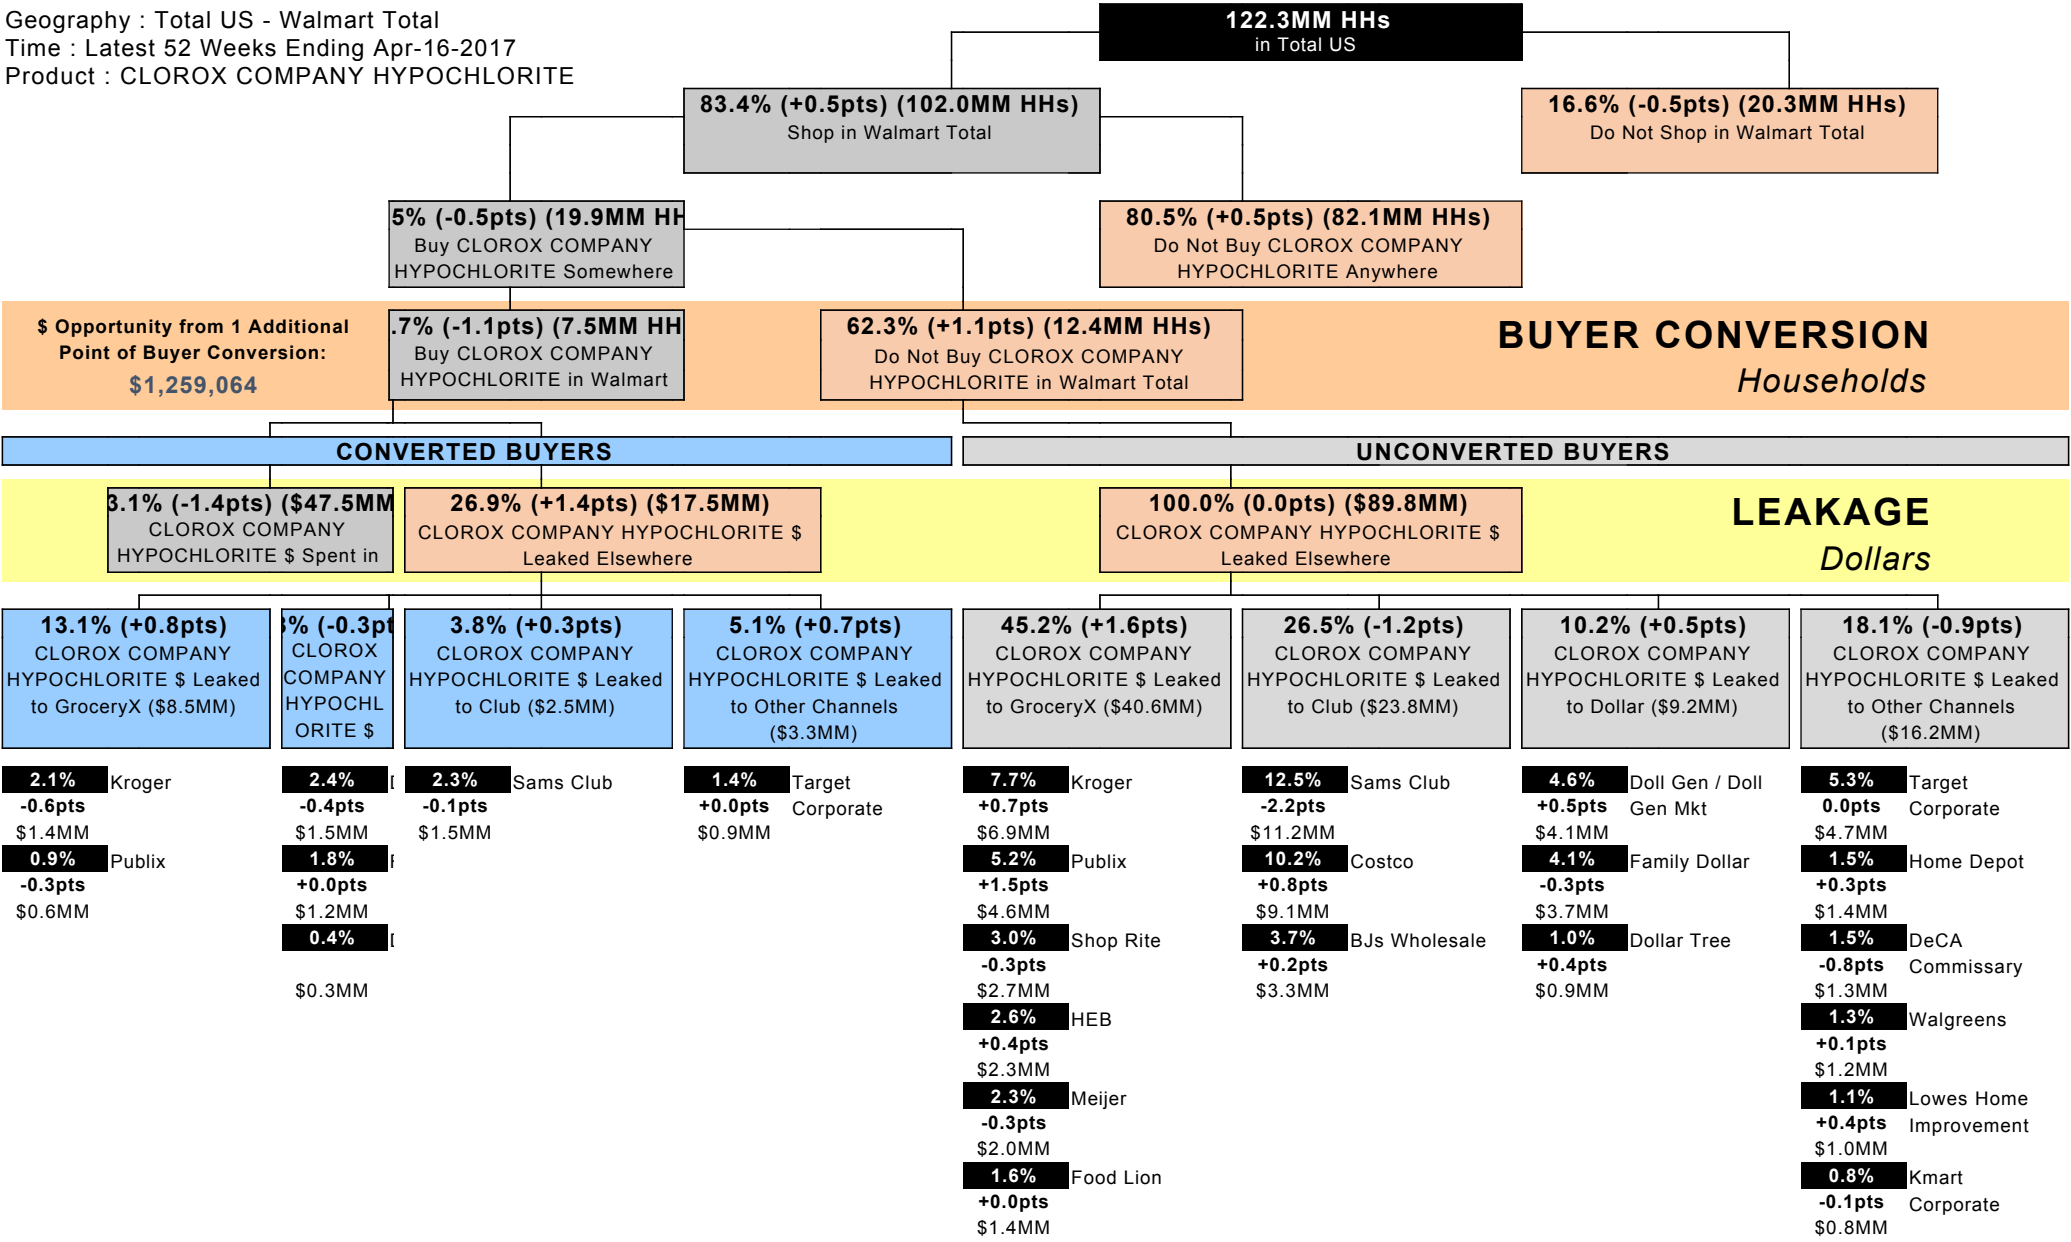 Geography : Total US - Walmart Total
Time : Latest 52 Weeks Ending Apr-16-2017
Product : CLOROX COMPANY HYPOCHLORITE
122.3MM HHs
in Total US
83.4% (+0.5pts) (102.0MM HHs)
Shop in Walmart Total
16.6% (-0.5pts) (20.3MM HHs)
Do Not Shop in Walmart Total
5% (-0.5pts) (19.9MM HH
Buy CLOROX COMPANY
HYPOCHLORITE Somewhere
80.5% (+0.5pts) (82.1MM HHs)
Do Not Buy CLOROX COMPANY
HYPOCHLORITE Anywhere
$ Opportunity from 1 Additional
Point of Buyer Conversion:
$1,259,064
.7% (-1.1pts) (7.5MM HH
Buy CLOROX COMPANY
HYPOCHLORITE in Walmart
62.3% (+1.1pts) (12.4MM HHs)
Do Not Buy CLOROX COMPANY
HYPOCHLORITE in Walmart Total
BUYER CONVERSION
Households
CONVERTED BUYERS
UNCONVERTED BUYERS
3.1% (-1.4pts) ($47.5MM
CLOROX COMPANY
HYPOCHLORITE $ Spent in
26.9% (+1.4pts) ($17.5MM)
CLOROX COMPANY HYPOCHLORITE $
Leaked Elsewhere
100.0% (0.0pts) ($89.8MM)
CLOROX COMPANY HYPOCHLORITE $
Leaked Elsewhere
LEAKAGE
Dollars
13.1% (+0.8pts)
CLOROX COMPANY
HYPOCHLORITE $ Leaked
to GroceryX ($8.5MM)
% (-0.3pt
CLOROX
COMPANY
HYPOCHL
ORITE $
3.8% (+0.3pts)
CLOROX COMPANY
HYPOCHLORITE $ Leaked
to Club ($2.5MM)
5.1% (+0.7pts)
CLOROX COMPANY
HYPOCHLORITE $ Leaked
to Other Channels
($3.3MM)
45.2% (+1.6pts)
CLOROX COMPANY
HYPOCHLORITE $ Leaked
to GroceryX ($40.6MM)
26.5% (-1.2pts)
CLOROX COMPANY
HYPOCHLORITE $ Leaked
to Club ($23.8MM)
10.2% (+0.5pts)
CLOROX COMPANY
HYPOCHLORITE $ Leaked
to Dollar ($9.2MM)
18.1% (-0.9pts)
CLOROX COMPANY
HYPOCHLORITE $ Leaked
to Other Channels
($16.2MM)
2.1% Kroger
-0.6pts
$1.4MM
0.9% Publix
-0.3pts
$0.6MM
2.4%
-0.4pts
$1.5MM
1.8%
+0.0pts
$1.2MM
0.4%
$0.3MM
2.3% Sams Club
-0.1pts
$1.5MM
1.4% Target
+0.0pts Corporate
$0.9MM
7.7% Kroger
+0.7pts
$6.9MM
5.2% Publix
+1.5pts
$4.6MM
3.0% Shop Rite
-0.3pts
$2.7MM
2.6% HEB
+0.4pts
$2.3MM
2.3% Meijer
-0.3pts
$2.0MM
1.6% Food Lion
+0.0pts
$1.4MM
12.5% Sams Club
-2.2pts
$11.2MM
10.2% Costco
+0.8pts
$9.1MM
3.7% BJs Wholesale
+0.2pts
$3.3MM
4.6% Doll Gen / Doll
+0.5pts Gen Mkt
$4.1MM
4.1% Family Dollar
-0.3pts
$3.7MM
1.0% Dollar Tree
+0.4pts
$0.9MM
5.3% Target
0.0pts Corporate
$4.7MM
1.5% Home Depot
+0.3pts
$1.4MM
1.5% DeCA
-0.8pts Commissary
$1.3MM
1.3% Walgreens
+0.1pts
$1.2MM
1.1% Lowes Home
+0.4pts Improvement
$1.0MM
0.8% Kmart
-0.1pts Corporate
$0.8MM